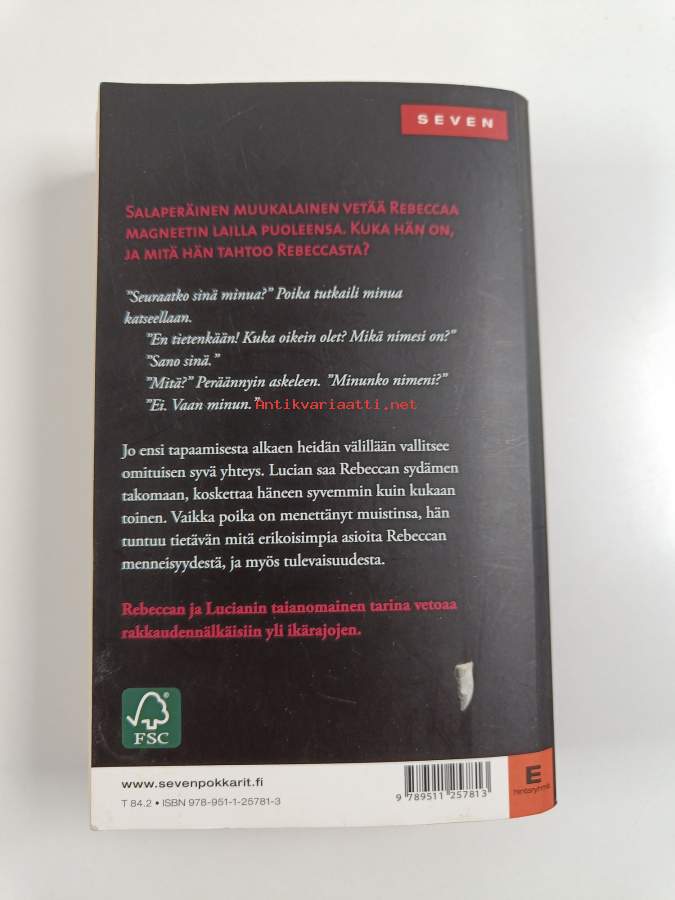 SEVEN
SALAPERÄINEN MUUKALAINEN VETÄÄ REBECCAA
MAGNEETIN LAILLA PUOLEENSA. KUKA HÄN ON,
JA MITÄ HÄN TAHTOO REBECCASTA?
"Seuraatko sinä minua?" Poika tutkaili minua
katseellaan.
"En tietenkään! Kuka oikein olet? Mikä nimesi on?"
"Sano sinä."
"Mitä?" Peräännyin askeleen. "Minunko nimeni?"
"Ei. Vaan minun."
Antikvariaatti.net
Jo ensi tapaamisesta alkaen heidän välillään vallitsee
omituisen syvä yhteys. Lucian saa Rebeccan sydämen
takomaan, koskettaa häneen syvemmin kuin kukaan
toinen. Vaikka poika on menettänyt muistinsa, hän
tuntuu tietävän mitä erikoisimpia asioita Rebeccan
menneisyydestä, ja myös tulevaisuudesta.
Rebeccan ja Lucianin taianomainen tarina vetoaa
rakkaudennälkäisiin yli ikärajojen.
FSC
www.sevenpokkarit.fi
T 84.2 • ISBN 978-951-1-25781-3
9 789511 257813
E
hintaryhmä